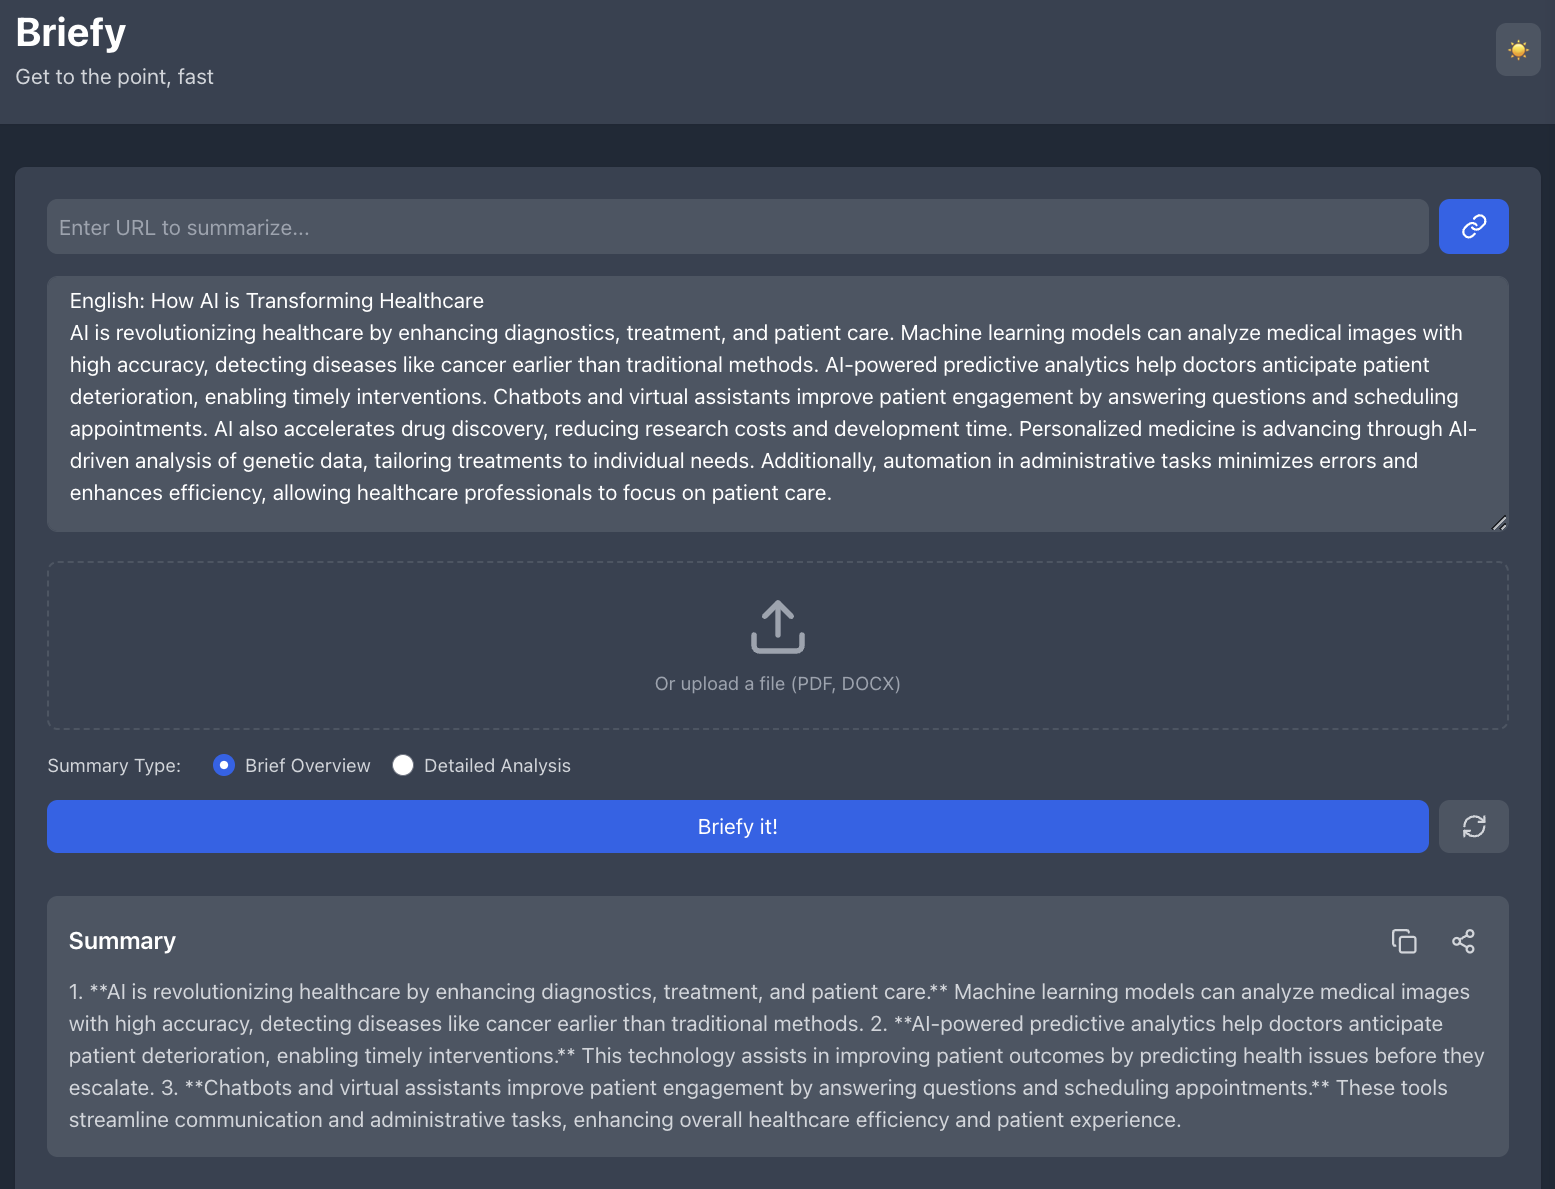 Briefy
Get to the point, fast
Enter URL to summarize...
English: How AI is Transforming Healthcare
AI is revolutionizing healthcare by enhancing diagnostics, treatment, and patient care. Machine learning models can analyze medical images with
high accuracy, detecting diseases like cancer earlier than traditional methods. AI-powered predictive analytics help doctors anticipate patient
deterioration, enabling timely interventions. Chatbots and virtual assistants improve patient engagement by answering questions and scheduling
appointments. AI also accelerates drug discovery, reducing research costs and development time. Personalized medicine is advancing through AI-
driven analysis of genetic data, tailoring treatments to individual needs. Additionally, automation in administrative tasks minimizes errors and
enhances efficiency, allowing healthcare professionals to focus on patient care.
Or upload a file (PDF, DOCX)
Summary Type: Brief Overview Detailed Analysis
Briefy it!
Summary
1. **AI is revolutionizing healthcare by enhancing diagnostics, treatment, and patient care.** Machine learning models can analyze medical images
with high accuracy, detecting diseases like cancer earlier than traditional methods. 2. **AI-powered predictive analytics help doctors anticipate
patient deterioration, enabling timely interventions.** This technology assists in improving patient outcomes by predicting health issues before they
escalate. 3. **Chatbots and virtual assistants improve patient engagement by answering questions and scheduling appointments.** These tools
streamline communication and administrative tasks, enhancing overall healthcare efficiency and patient experience.